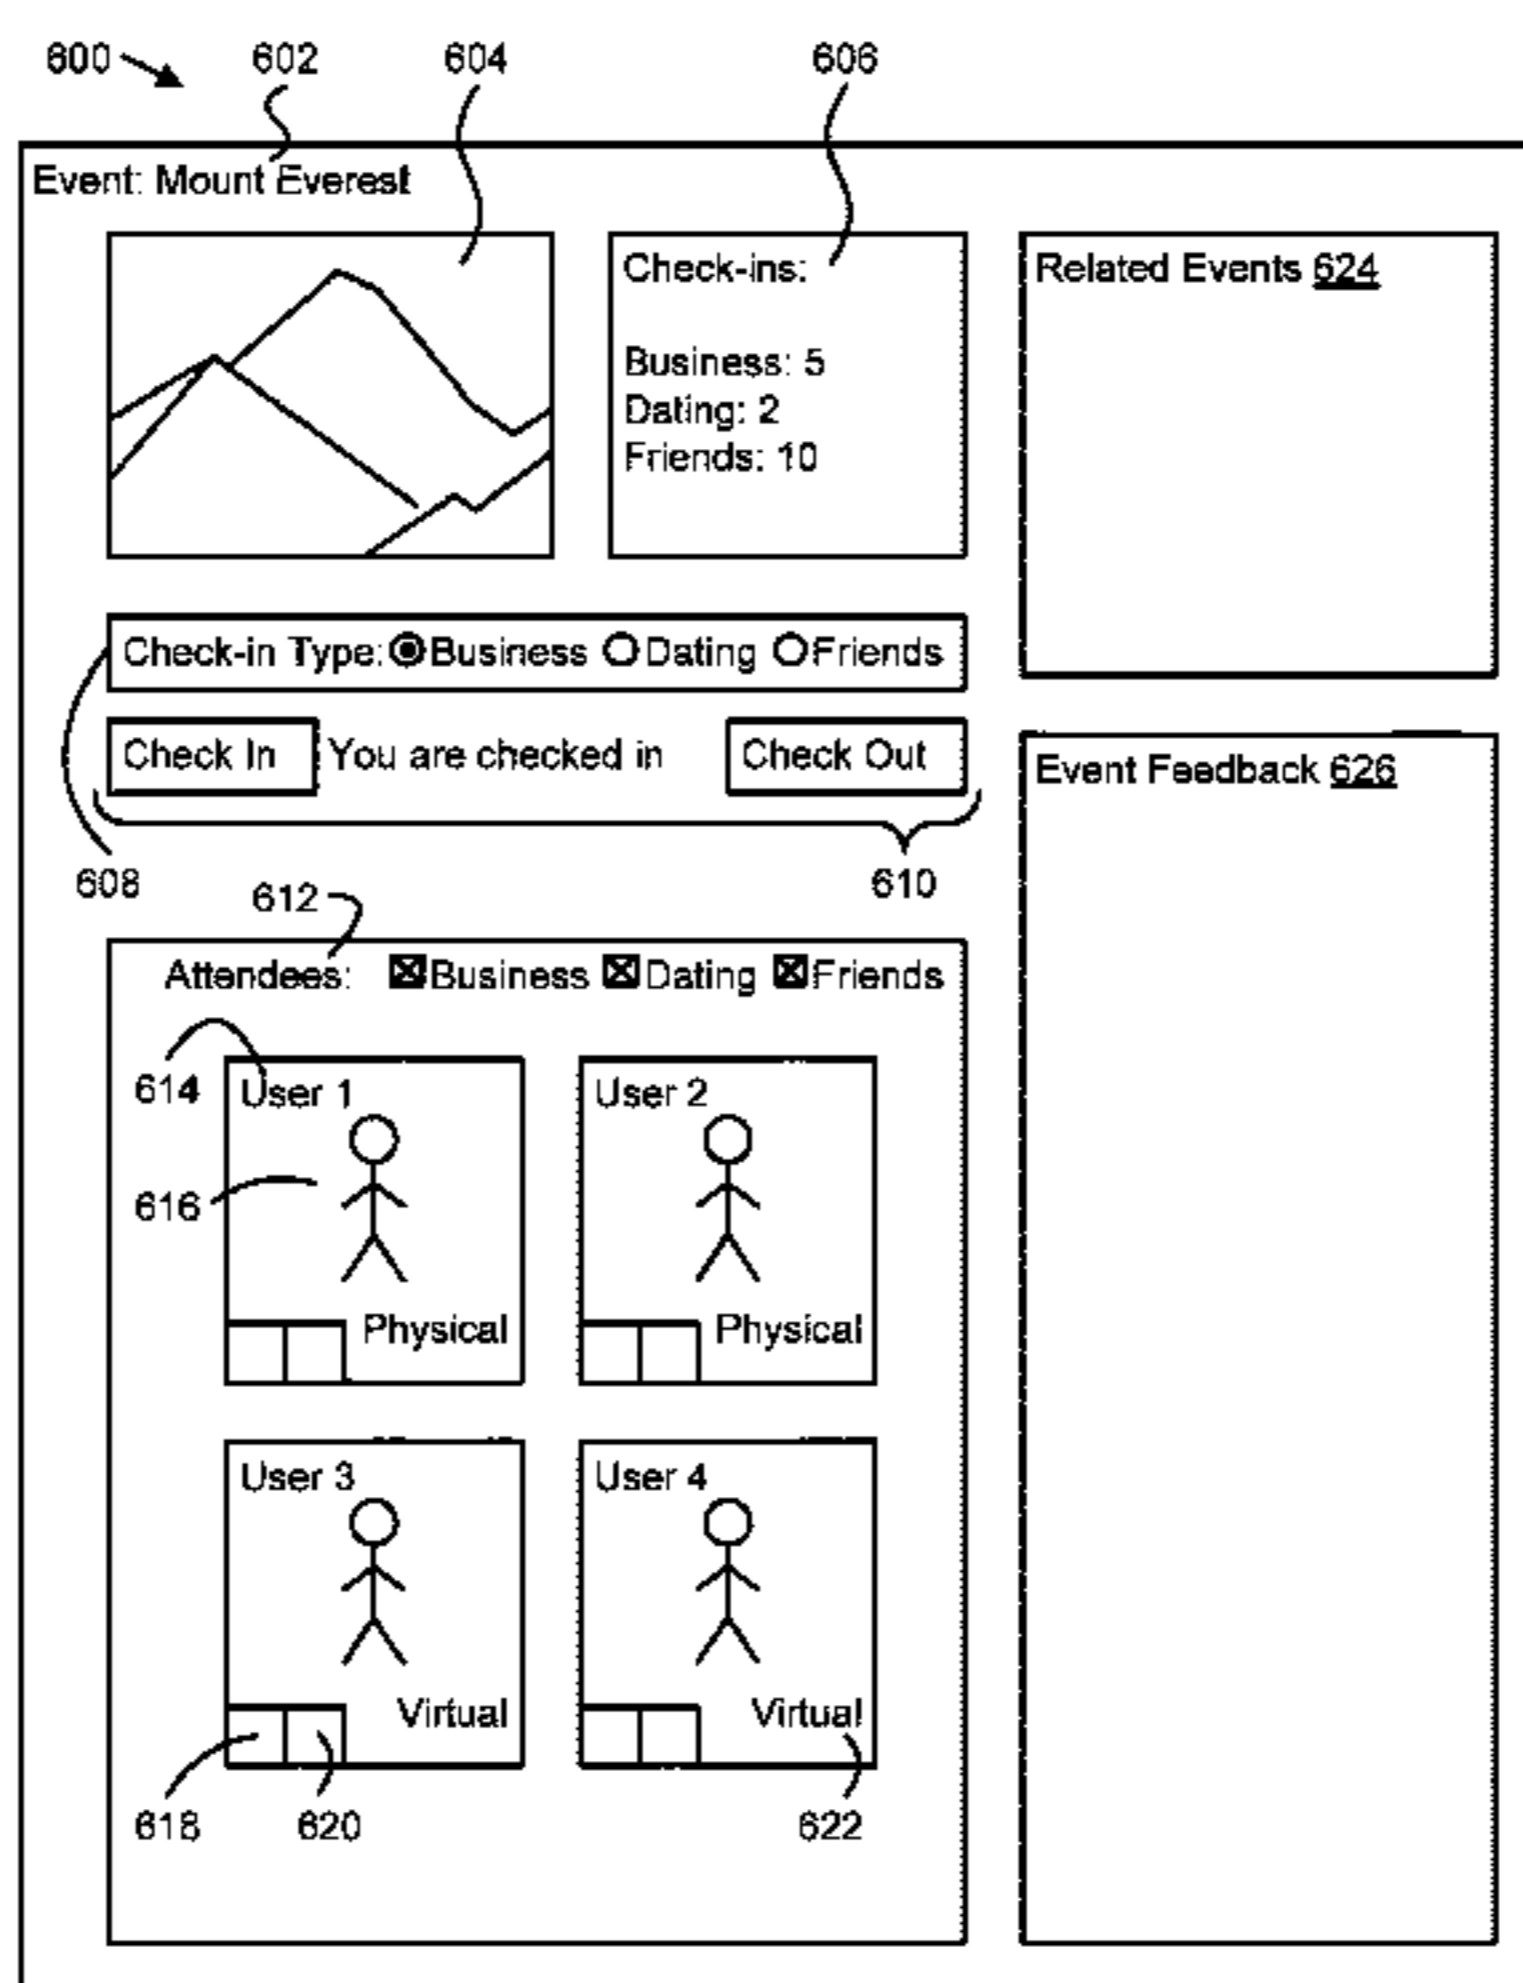 600 602 604 606
Event: Mount Everest
Check-ins:
Business: 5
Dating: 2
Friends: 10
Related Events 624
Check-in Type: Business Dating Friends
Check In You are checked in Check Out
Event Feedback 626
608 610
612
Attendees: Business Dating Friends
614
User 1
616
Physical
User 2
Physical
User 3
Virtual
User 4
Virtual
618 620 622